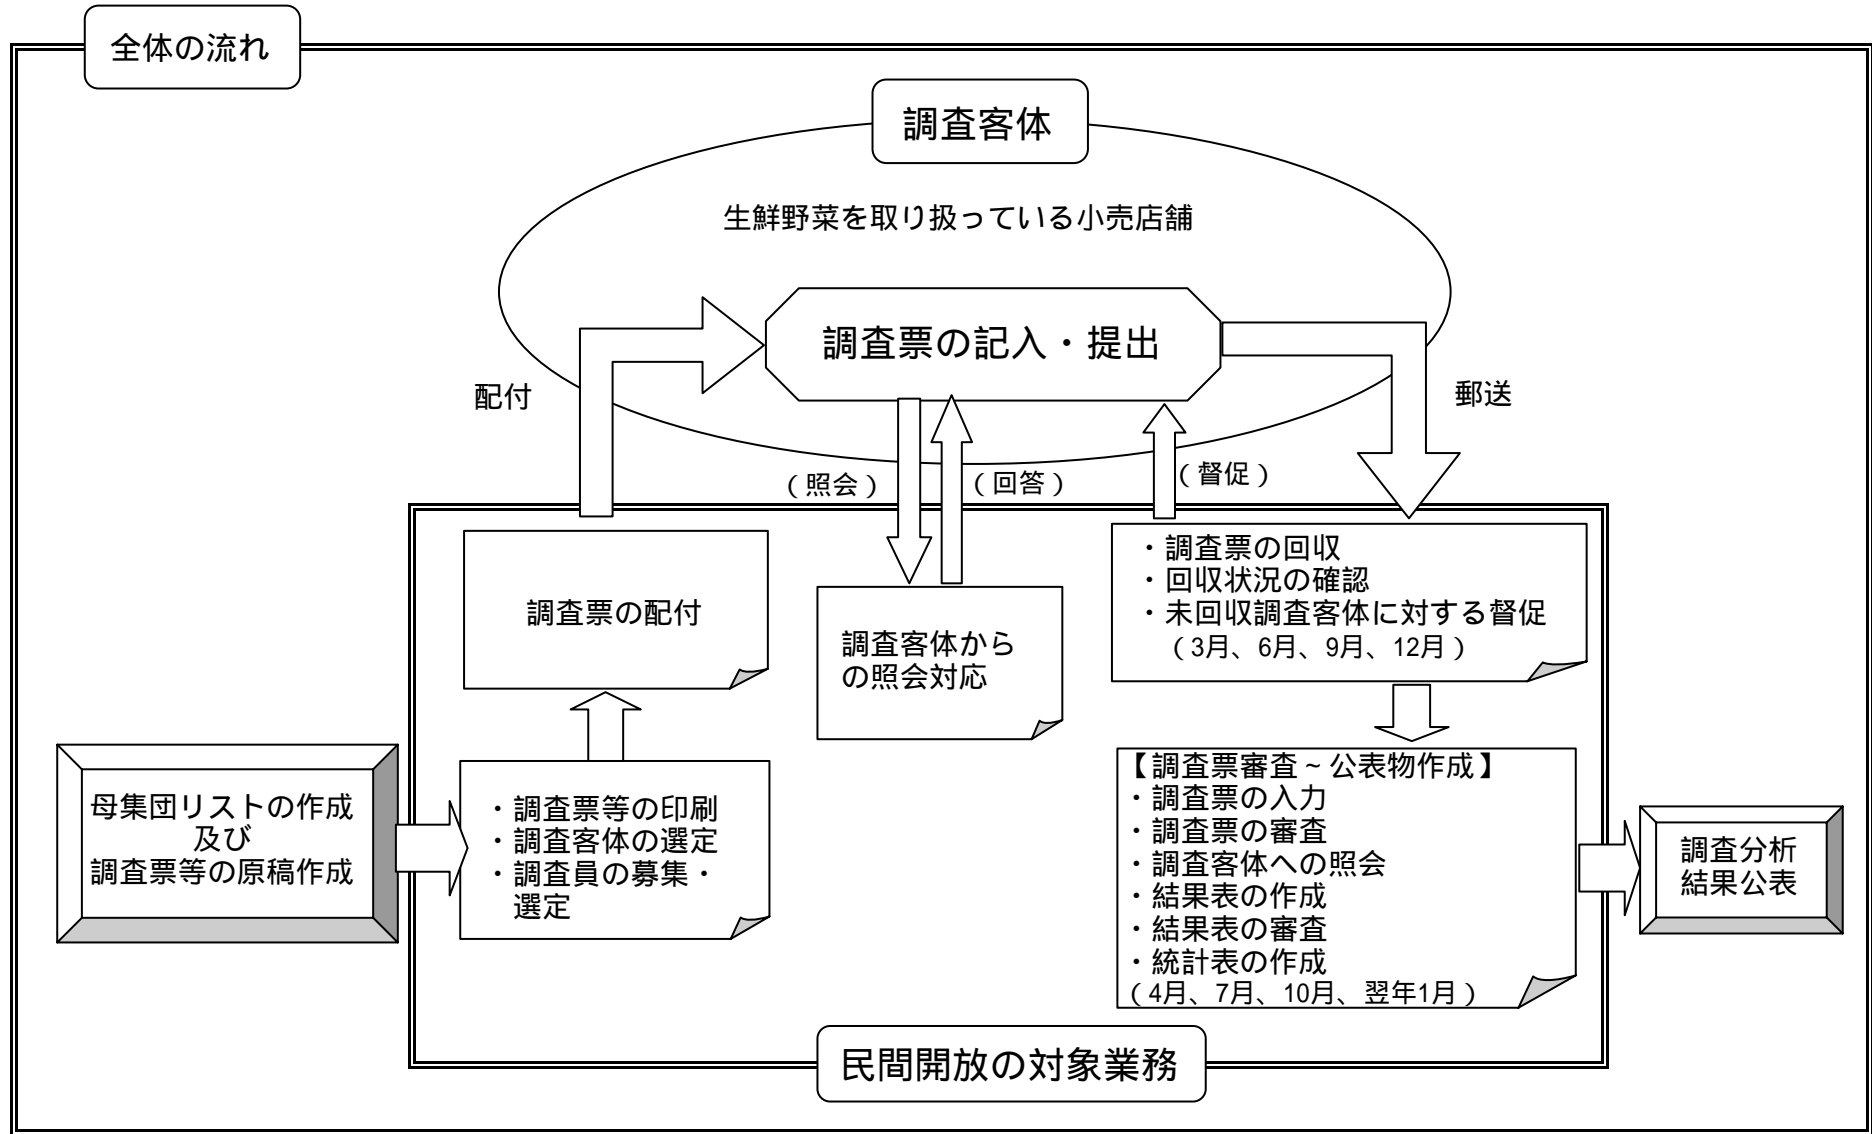 全体の流れ
調査客体
生鮮野菜を取り扱っている小売店舗
調査票の記入・提出
配付
郵送
（照会）
（回答）
（督促）
調査票の配付
調査客体から
の照会対応
・調査票の回収
・回収状況の確認
・未回収調査客体に対する督促
（3月、6月、9月、12月）
母集団リストの作成
及び
調査票等の原稿作成
・調査票等の印刷
・調査客体の選定
・調査員の募集・
選定
【調査票審査～公表物作成】
・調査票の入力
・調査票の審査
・調査客体への照会
・結果表の作成
・結果表の審査
・統計表の作成
（4月、7月、10月、翌年1月）
調査分析
結果公表
民間開放の対象業務